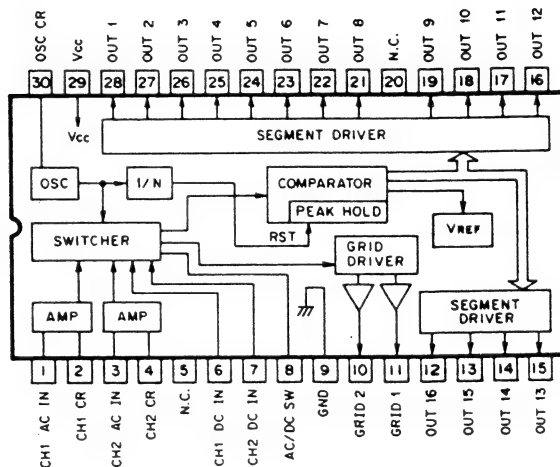 OSC CR
Vcc
OUT 1
OUT 2
OUT 3
OUT 4
OUT 5
OUT 6
OUT 7
OUT 8
N.C.
OUT 9
OUT 10
OUT 11
OUT 12
30 29 28 27 26 25 24 23 22 21 20 19 18 17 16
Vcc
SEGMENT DRIVER
OSC
1/N
COMPARATOR
PEAK HOLD
RST
VREF
SWITCHER
GRID DRIVER
AMP
AMP
SEGMENT DRIVER
1 2 3 4 5 6 7 8 9 10 11 12 13 14 15
CH1 AC IN
CH1 CR
CH2 AC IN
CH2 CR
N.C.
CH1 DC IN
CH2 DC IN
AC/DC SW
GND
GRID 2
GRID 1
OUT 16
OUT 15
OUT 14
OUT 13